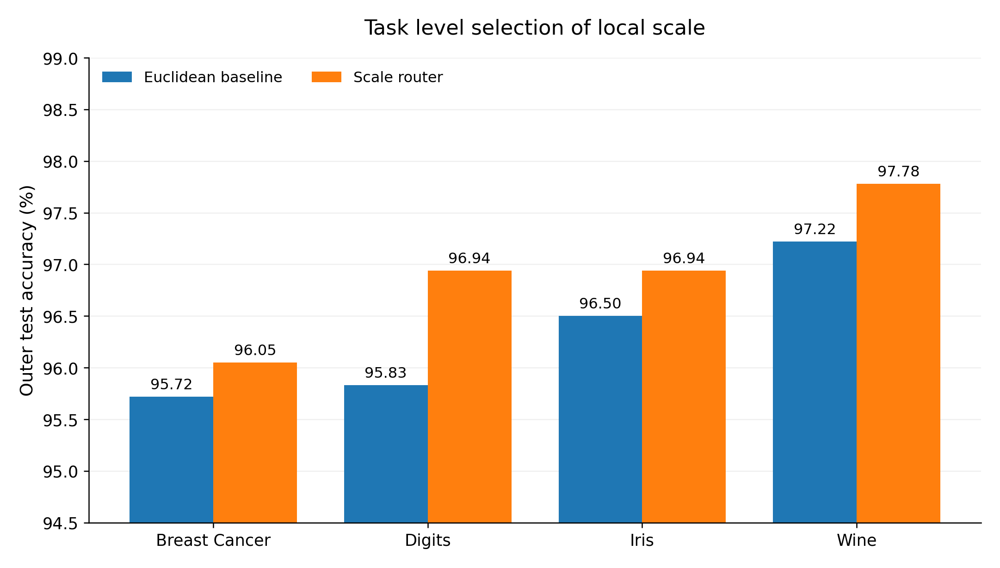 Task level selection of local scale
Euclidean baseline
Scale router
Outer test accuracy (%)
99.0
98.5
98.0
97.5
97.0
96.5
96.0
95.5
95.0
94.5
95.72
96.05
95.83
96.94
96.50
96.94
97.22
97.78
Breast Cancer
Digits
Iris
Wine